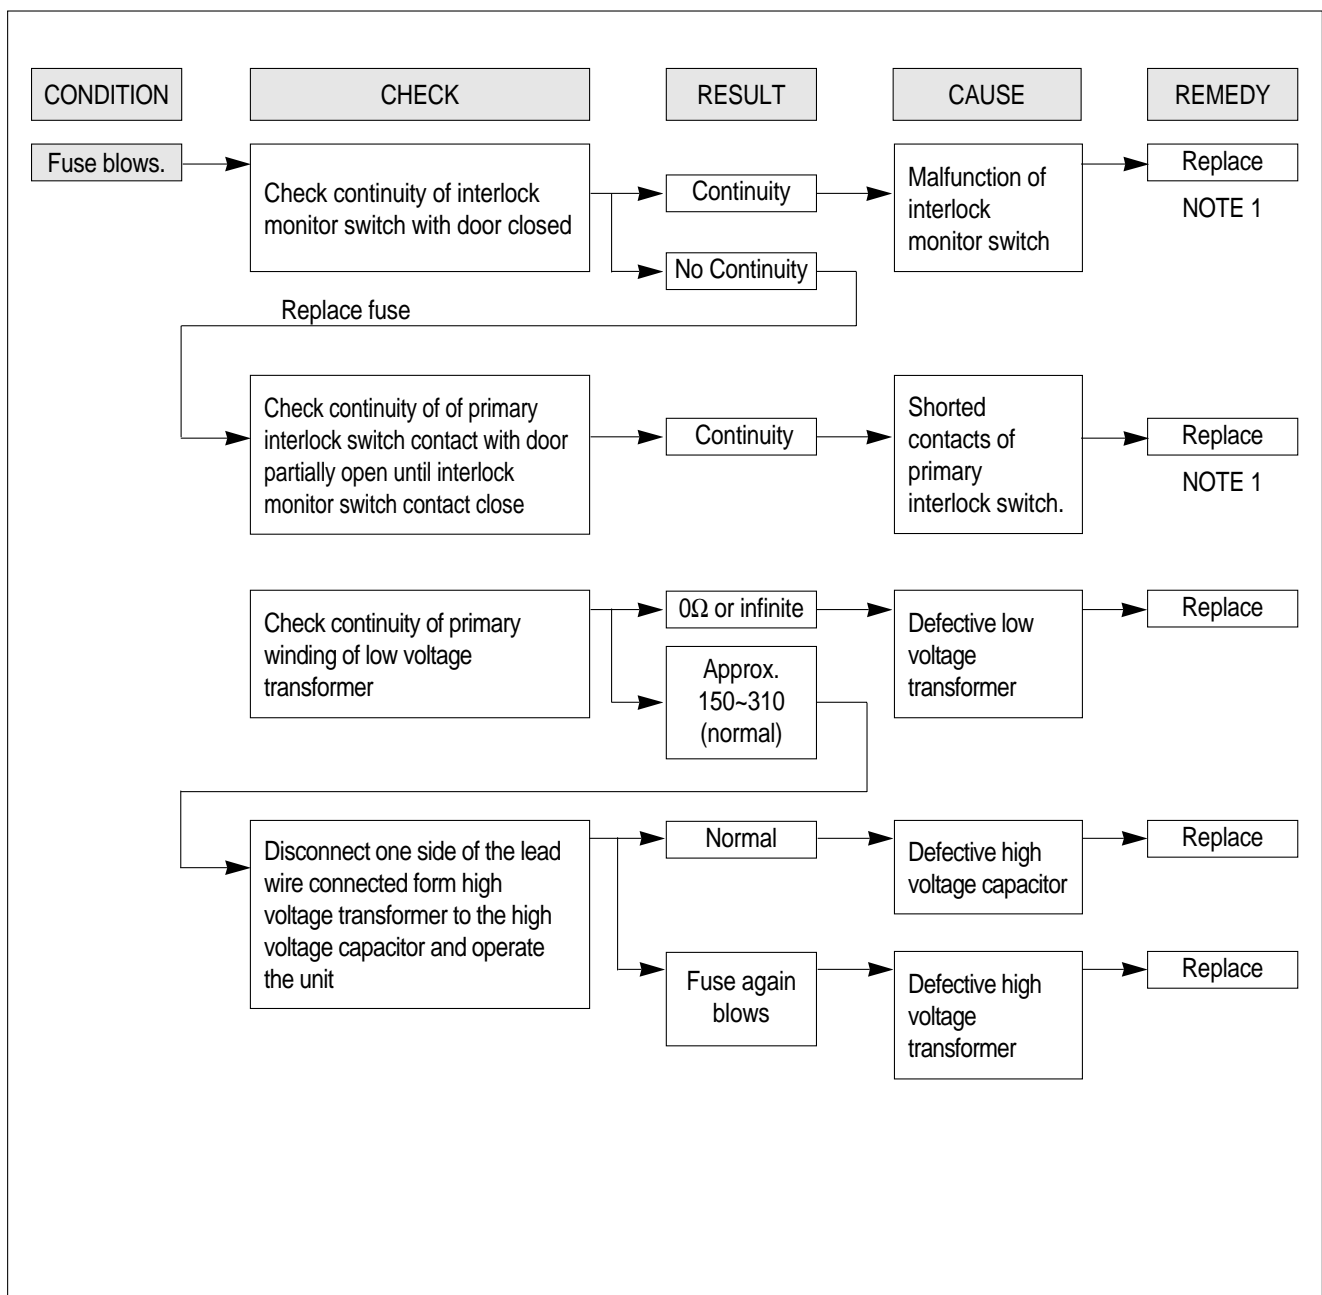 CONDITION
CHECK
RESULT
CAUSE
REMEDY
Fuse blows.
Check continuity of interlock
monitor switch with door closed
Continuity
Malfunction of
interlock
monitor switch
Replace
NOTE 1
No Continuity
Replace fuse
Check continuity of of primary
interlock switch contact with door
partially open until interlock
monitor switch contact close
Continuity
Shorted
contacts of
primary
interlock switch.
Replace
NOTE 1
Check continuity of primary
winding of low voltage
transformer
0Ω or infinite
Defective low
voltage
transformer
Replace
Approx.
150~310
(normal)
Disconnect one side of the lead
wire connected form high
voltage transformer to the high
voltage capacitor and operate
the unit
Normal
Defective high
voltage capacitor
Replace
Fuse again
blows
Defective high
voltage
transformer
Replace